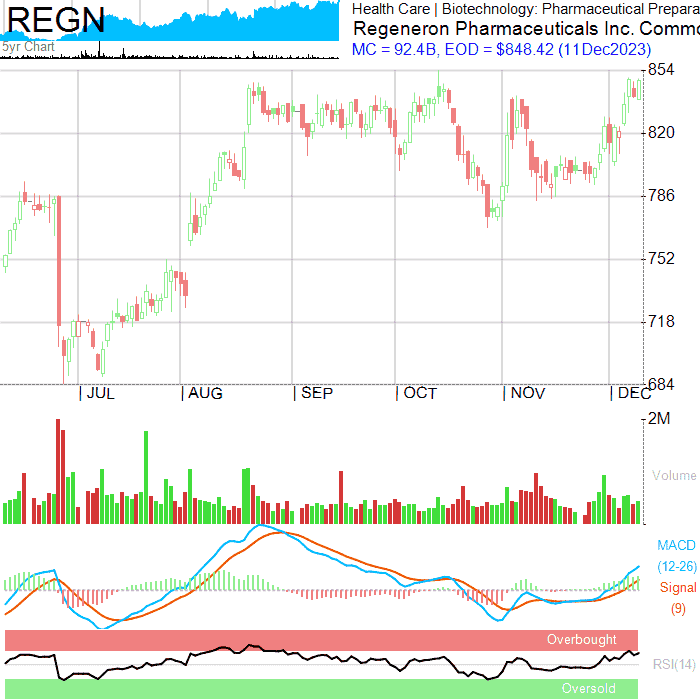 REGN
5yr Chart
Health Care | Biotechnology: Pharmaceutical Prepara
Regeneron Pharmaceuticals Inc. Commo
MC = 92.4B, EOD = $848.42 (11Dec2023)
854
820
786
752
718
684
| JUL | AUG | SEP | OCT | NOV | DEC
2M
Volume
MACD
(12-26)
Signal
(9)
Overbought
RSI(14)
Oversold